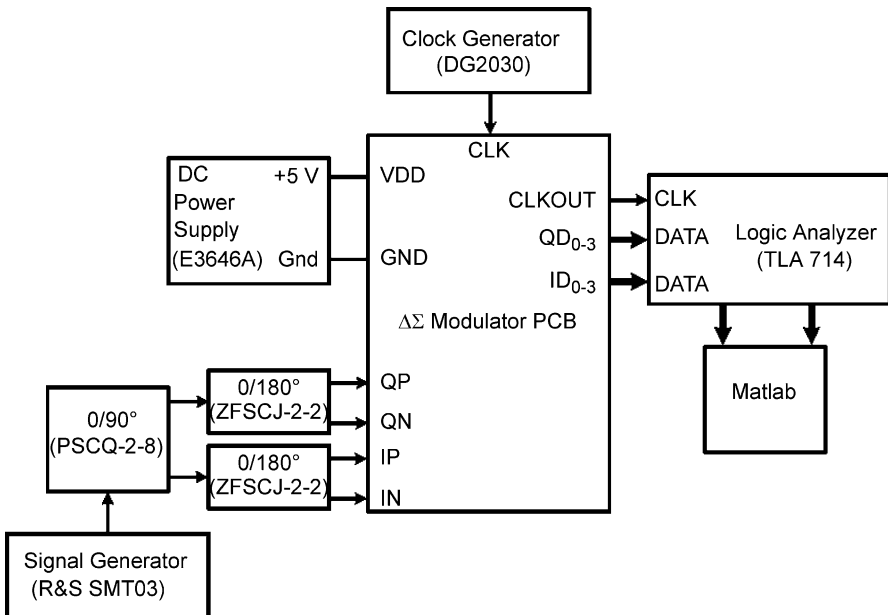 Clock Generator
(DG2030)
CLK
DC +5 V
Power
Supply
(E3646A) Gnd
VDD
GND
CLKOUT
QD0-3
ID0-3
ΔΣ Modulator PCB
CLK
DATA
DATA
Logic Analyzer
(TLA 714)
Matlab
QP
QN
IP
IN
0/180°
(ZFSCJ-2-2)
0/180°
(ZFSCJ-2-2)
0/90°
(PSCQ-2-8)
Signal Generator
(R&S SMT03)